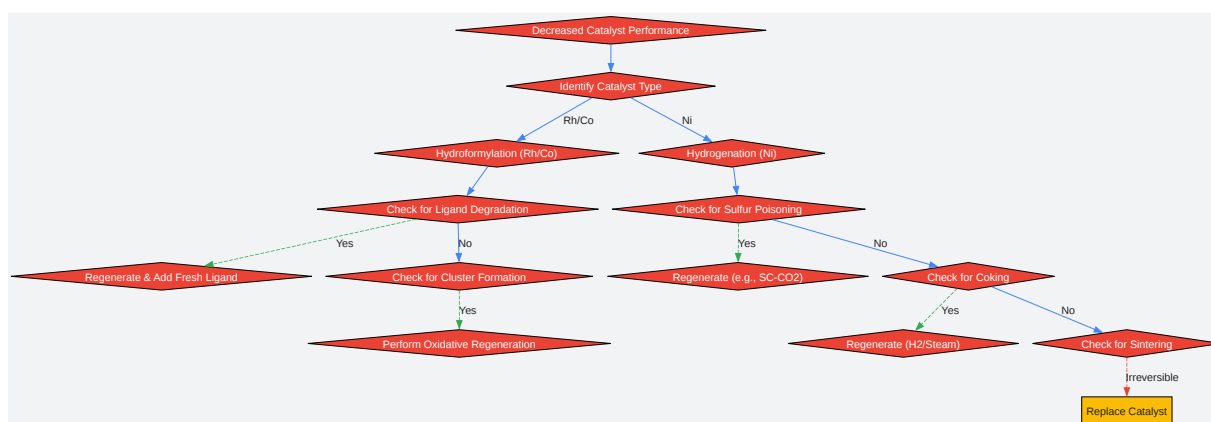 Decreased Catalyst Performance
Identify Catalyst Type
Rh/Co
Ni
Hydroformylation (Rh/Co)
Hydrogenation (Ni)
Check for Ligand Degradation
Check for Sulfur Poisoning
Yes
No
Yes
No
Regenerate & Add Fresh Ligand
Check for Cluster Formation
Regenerate (e.g., SC-CO2)
Check for Coking
Yes
Yes
No
Perform Oxidative Regeneration
Regenerate (H2/Steam)
Check for Sintering
Irreversible
Replace Catalyst